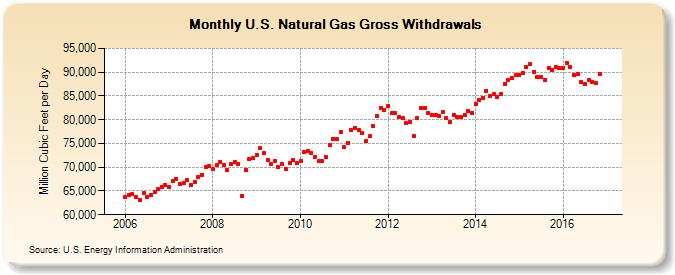 Monthly U.S. Natural Gas Gross Withdrawals
Million Cubic Feet per Day
95,000
90,000
85,000
80,000
75,000
70,000
65,000
60,000
2006 2008 2010 2012 2014 2016
Source: U.S. Energy Information Administration